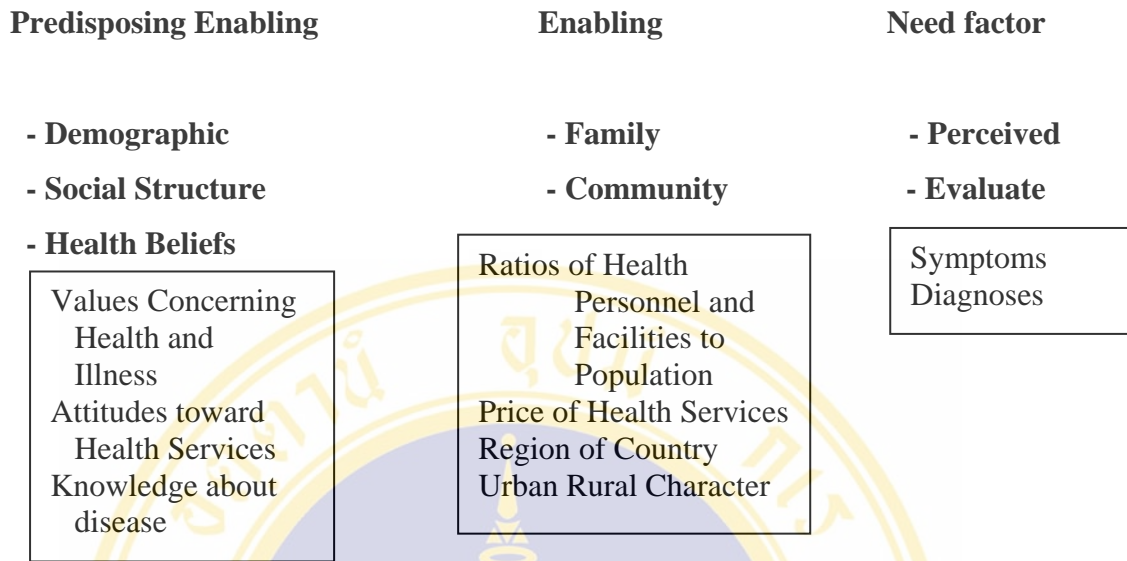 Predisposing Enabling Enabling Need factor
- Demographic - Family - Perceived
- Social Structure - Community - Evaluate
- Health Beliefs
Values Concerning
Health and
Illness
Attitudes toward
Health Services
Knowledge about
disease
Ratios of Health
Personnel and
Facilities to
Population
Price of Health Services
Region of Country
Urban Rural Character
Symptoms
Diagnoses